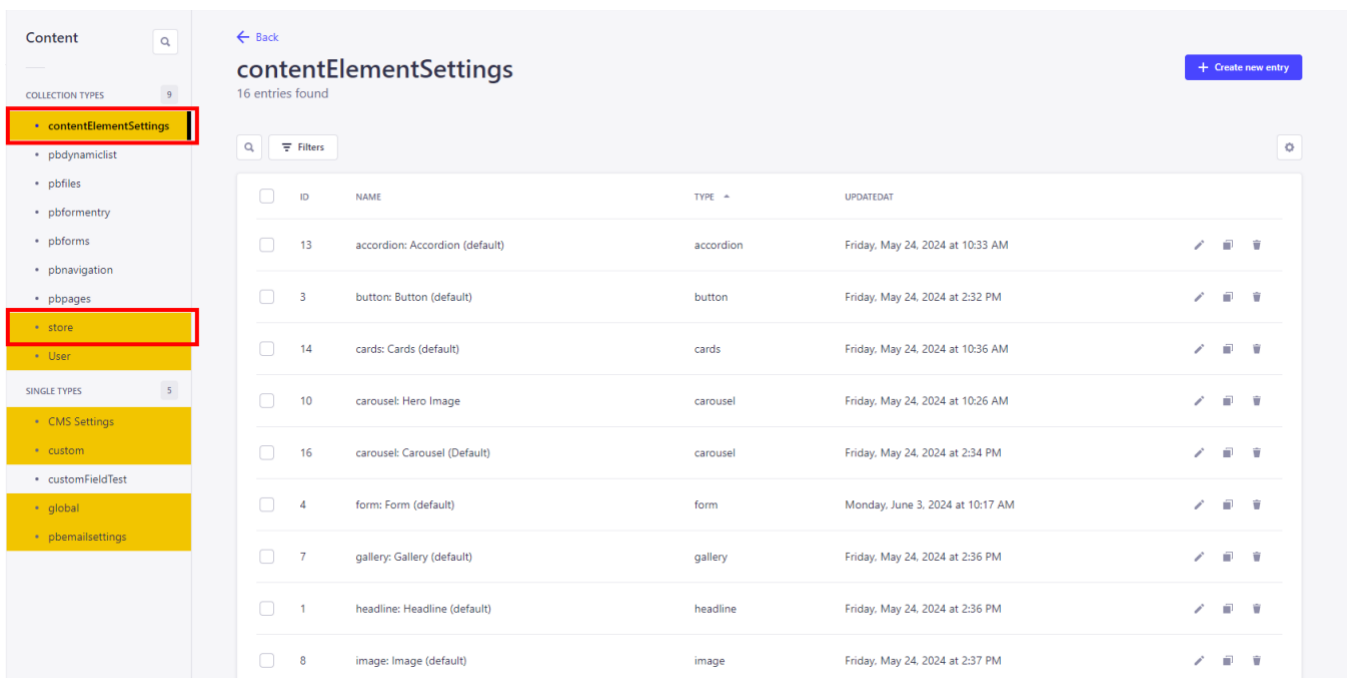 Content
COLLECTION TYPES 9
contentElementSettings
pbdynamiclist
pbfiles
pbformentry
pbforms
pbnavigation
pbpages
store
User
SINGLE TYPES 5
CMS Settings
custom
customFieldTest
global
pbemailsettings
Back
contentElementSettings
16 entries found
Create new entry
Filters
ID NAME TYPE UPDATEDAT
13 accordion: Accordion (default) accordion Friday, May 24, 2024 at 10:33 AM
3 button: Button (default) button Friday, May 24, 2024 at 2:32 PM
14 cards: Cards (default) cards Friday, May 24, 2024 at 10:36 AM
10 carousel: Hero Image carousel Friday, May 24, 2024 at 10:26 AM
16 carousel: Carousel (Default) carousel Friday, May 24, 2024 at 2:34 PM
4 form: Form (default) form Monday, June 3, 2024 at 10:17 AM
7 gallery: Gallery (default) gallery Friday, May 24, 2024 at 2:36 PM
1 headline: Headline (default) headline Friday, May 24, 2024 at 2:36 PM
8 image: Image (default) image Friday, May 24, 2024 at 2:37 PM